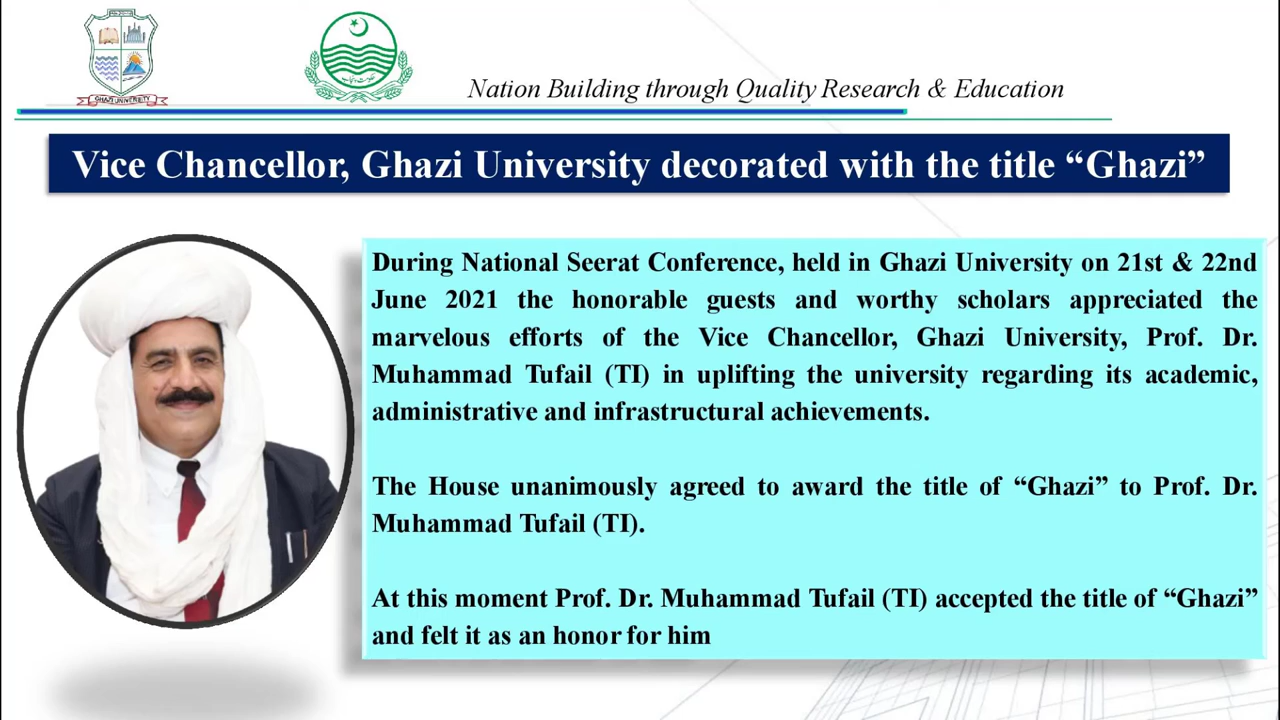 GHAZI UNIVERSITY
Nation Building through Quality Research & Education
Vice Chancellor, Ghazi University decorated with the title “Ghazi”
During National Seerat Conference, held in Ghazi University on 21st & 22nd
June 2021 the honorable guests and worthy scholars appreciated the
marvelous efforts of the Vice Chancellor, Ghazi University, Prof. Dr.
Muhammad Tufail (TI) in uplifting the university regarding its academic,
administrative and infrastructural achievements.
The House unanimously agreed to award the title of “Ghazi” to Prof. Dr.
Muhammad Tufail (TI).
At this moment Prof. Dr. Muhammad Tufail (TI) accepted the title of “Ghazi”
and felt it as an honor for him